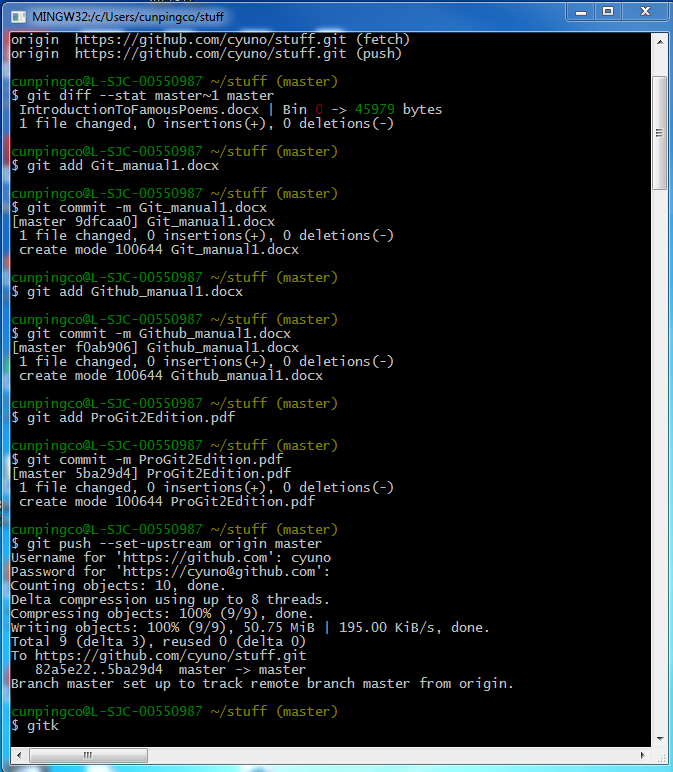 MINGW32:/c/Users/cunpingco/stuff
origin  https://github.com/cyuno/stuff.git (fetch)
origin  https://github.com/cyuno/stuff.git (push)
cunpingco@L-SJC-00550987 ~/stuff (master)
$ git diff --stat master~1 master
 IntroductionToFamousPoems.docx | Bin 0 -> 45979 bytes
 1 file changed, 0 insertions(+), 0 deletions(-)
cunpingco@L-SJC-00550987 ~/stuff (master)
$ git add Git_manual1.docx
cunpingco@L-SJC-00550987 ~/stuff (master)
$ git commit -m Git_manual1.docx
[master 9dfcaa0] Git_manual1.docx
 1 file changed, 0 insertions(+), 0 deletions(-)
 create mode 100644 Git_manual1.docx
cunpingco@L-SJC-00550987 ~/stuff (master)
$ git add Github_manual1.docx
cunpingco@L-SJC-00550987 ~/stuff (master)
$ git commit -m Github_manual1.docx
[master f0ab906] Github_manual1.docx
 1 file changed, 0 insertions(+), 0 deletions(-)
 create mode 100644 Github_manual1.docx
cunpingco@L-SJC-00550987 ~/stuff (master)
$ git add ProGit2Edition.pdf
cunpingco@L-SJC-00550987 ~/stuff (master)
$ git commit -m ProGit2Edition.pdf
[master 5ba29d4] ProGit2Edition.pdf
 1 file changed, 0 insertions(+), 0 deletions(-)
 create mode 100644 ProGit2Edition.pdf
cunpingco@L-SJC-00550987 ~/stuff (master)
$ git push --set-upstream origin master
Username for 'https://github.com': cyuno
Password for 'https://cyuno@github.com':
Counting objects: 10, done.
Delta compression using up to 8 threads.
Compressing objects: 100% (9/9), done.
Writing objects: 100% (9/9), 50.75 MiB | 195.00 KiB/s, done.
Total 9 (delta 3), reused 0 (delta 0)
To https://github.com/cyuno/stuff.git
   82a5e22..5ba29d4  master -> master
Branch master set up to track remote branch master from origin.
cunpingco@L-SJC-00550987 ~/stuff (master)
$ gitk